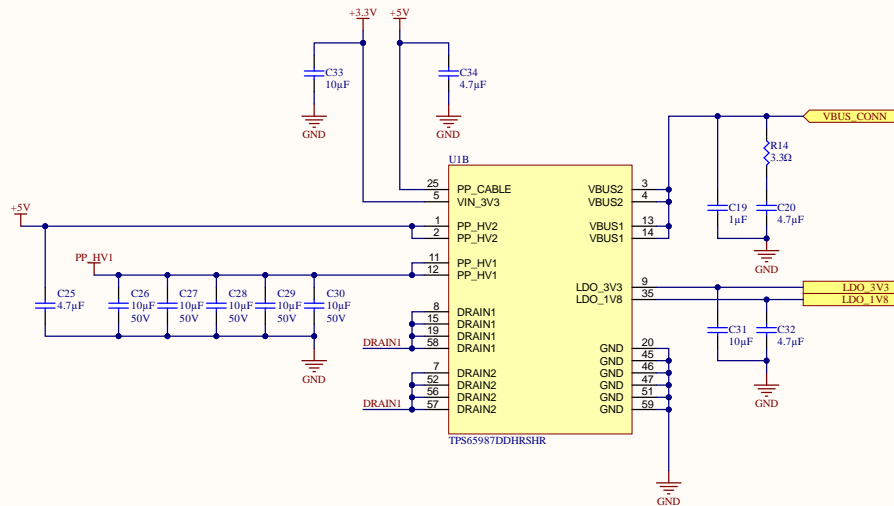 +3.3V
+5V
C33
10µF
C34
4.7µF
GND
GND
VBUS_CONN
R14
3.3Ω
U1B
25
PP_CABLE
VBUS2
3
5
VIN_3V3
VBUS2
4
C19
1µF
C20
4.7µF
+5V
1
PP_HV2
VBUS1
13
2
PP_HV2
VBUS1
14
GND
PP_HV1
11
PP_HV1
12
PP_HV1
LDO_3V3
9
LDO_3V3
LDO_1V8
35
LDO_1V8
C25
4.7µF
C26
10µF
50V
C27
10µF
50V
C28
10µF
50V
C29
10µF
50V
C30
10µF
50V
8
DRAIN1
15
DRAIN1
19
DRAIN1
DRAIN1
58
DRAIN1
C31
10µF
C32
4.7µF
GND
20
GND
45
GND
46
GND
47
GND
51
GND
59
GND
7
DRAIN2
52
DRAIN2
56
DRAIN2
DRAIN1
57
DRAIN2
GND
TPS65987DDHRSHR
GND